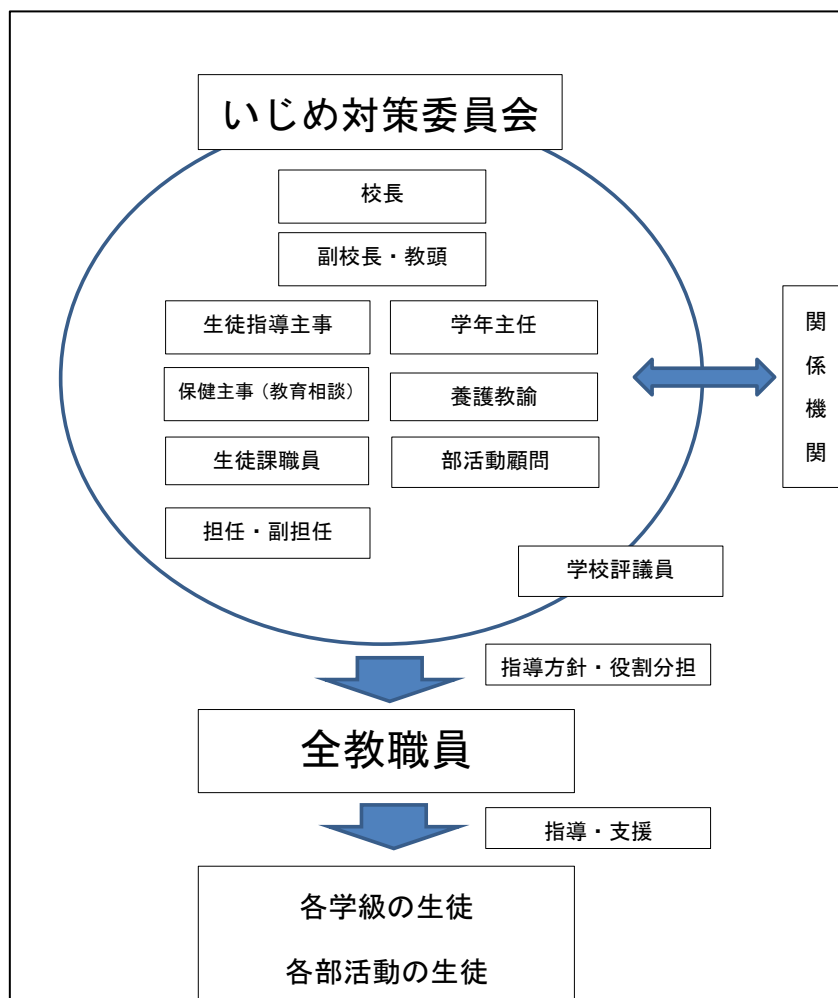 いじめ対策委員会
校長
副校長・教頭
生徒指導主事
学年主任
保健主事（教育相談）
養護教諭
生徒課職員
部活動顧問
担任・副担任
学校評議員
関係機関
指導方針・役割分担
全教職員
指導・支援
各学級の生徒
各部活動の生徒